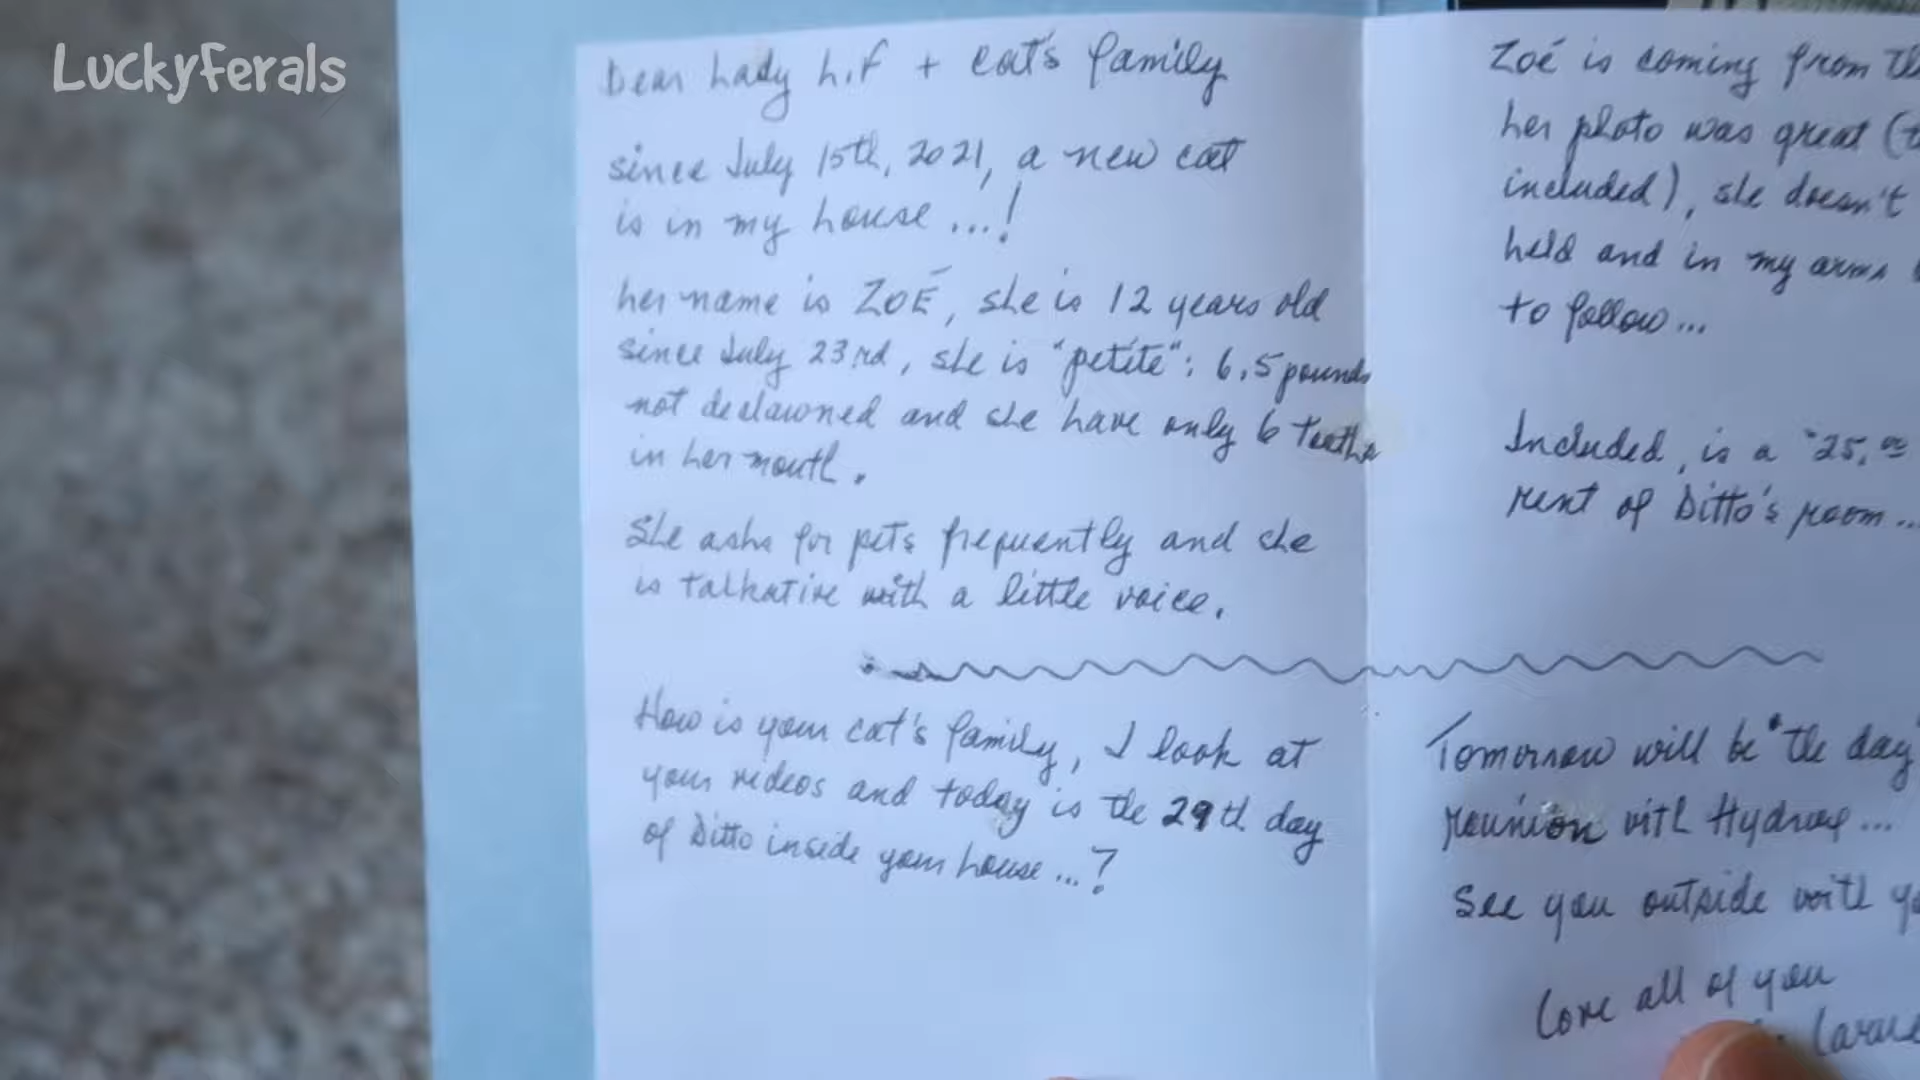 LuckyFerals
Dear Lady h.F + cat's family
since July 15th, 2021, a new cat
is in my house ...!
her name is ZOÉ, she is 12 years old
since July 23rd, she is "petite": 6.5 pounds
not declawned and she have only 6 teeths
in her mouth.
She asks for pets frequently and she
is talkative with a little voice.
How is your cat's family, I look at
your videos and today is the 29th day
of Ditto inside your house ...?
Zoé is coming from
her photo was great
included), she doesn't
held and in my arms
to follow...
Included, is a "25,00
rent of Ditto's room ...
Tomorrow will be "the day"
reunion with Hydrox...
See you outside with
Love all of you